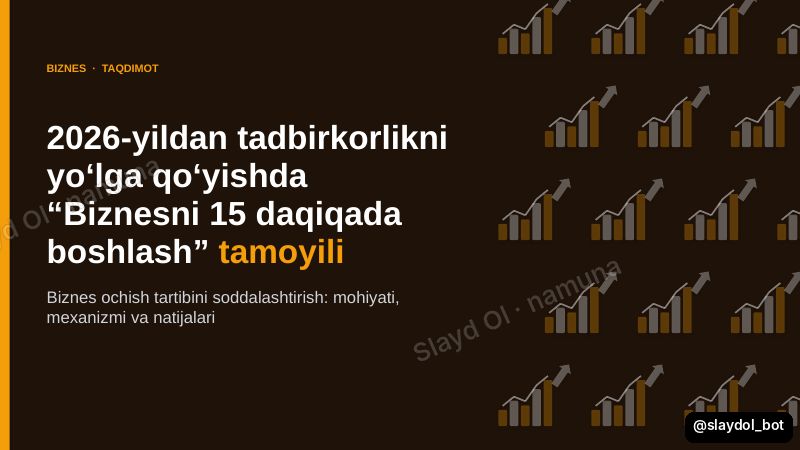 BIZNES · TAQDIMOT
2026-yildan tadbirkorlikni
yo‘lga qo‘yishda
“Biznesni 15 daqiqada
boshlash” tamoyili
Biznes ochish tartibini soddalashtirish: mohiyati,
mexanizmi va natijalari
Slayd Ol · namuna
@slaydol_bot